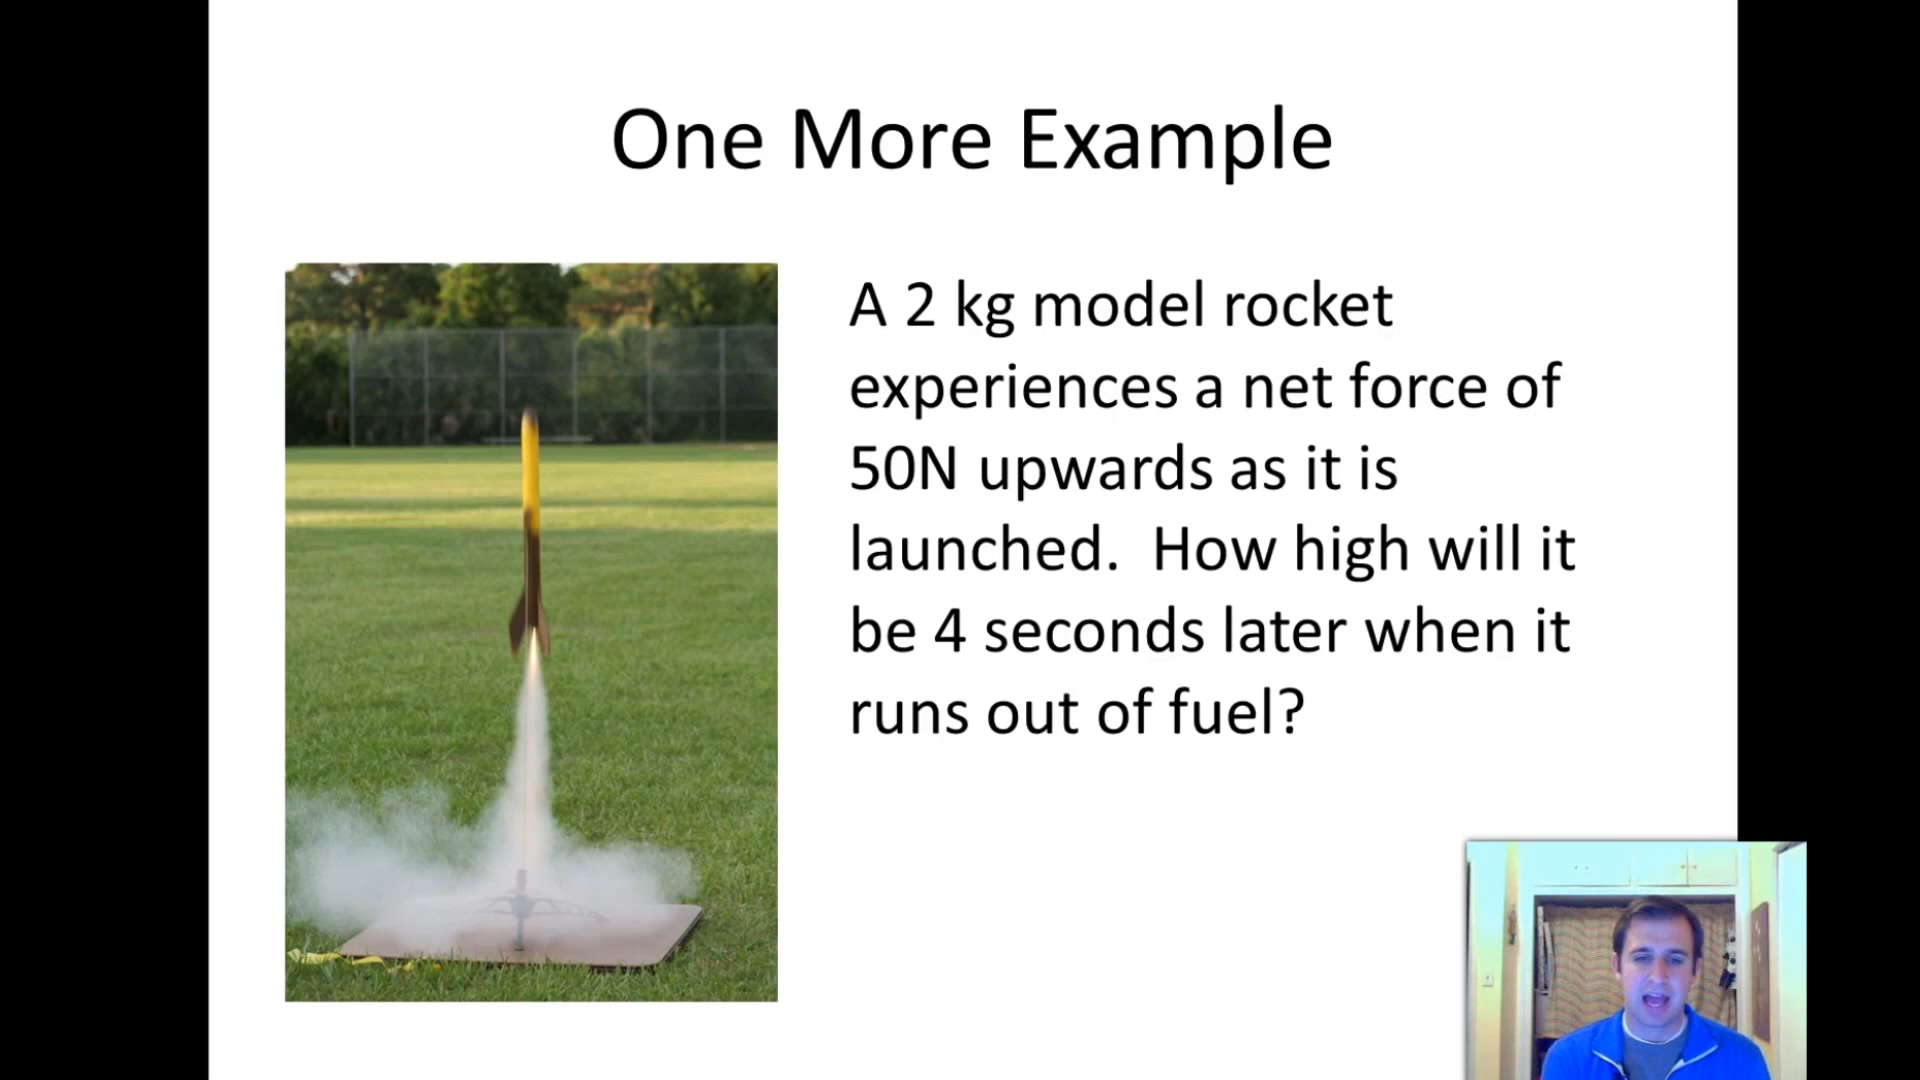 One More Example
A 2 kg model rocket
experiences a net force of
50N upwards as it is
launched.  How high will it
be 4 seconds later when it
runs out of fuel?